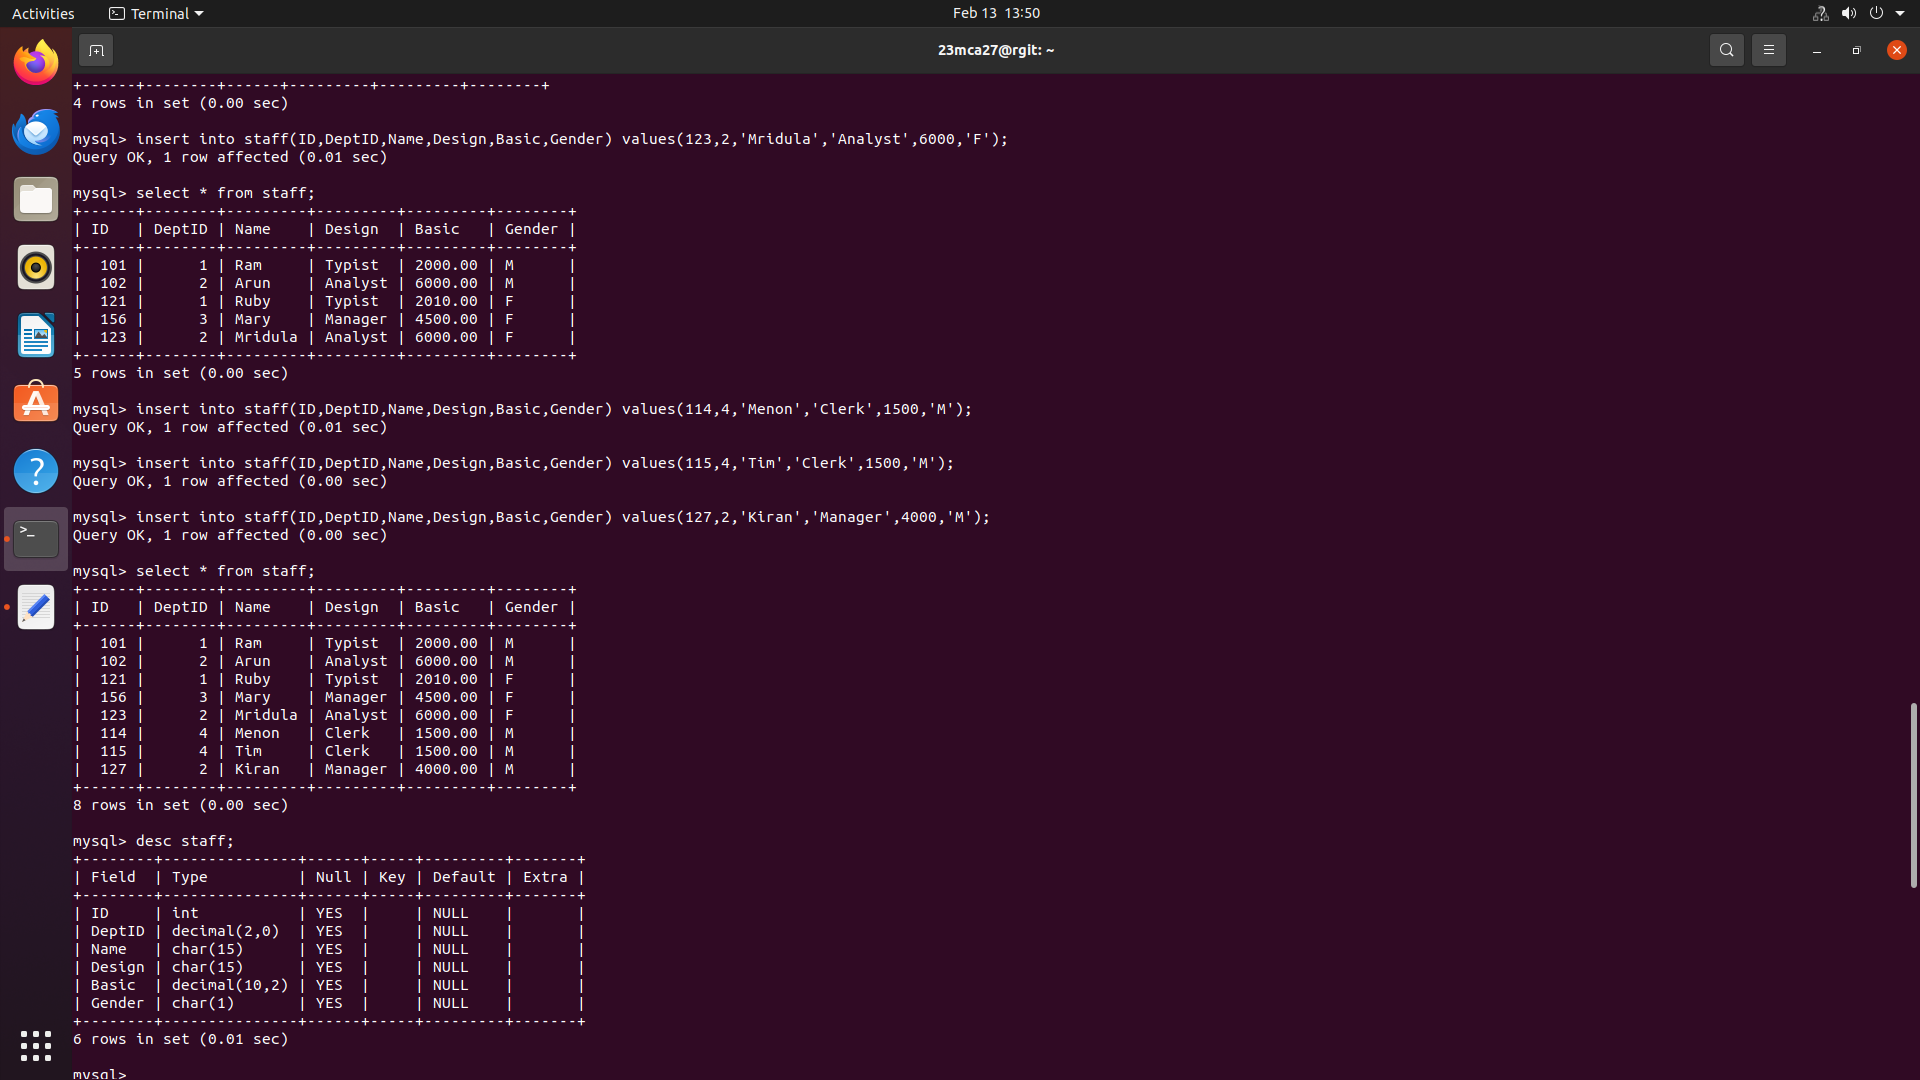 Activities Terminal Feb 13 13:50
23mca27@rgit: ~
+------+--------+------+---------+---------+--------+
4 rows in set (0.00 sec)
mysql> insert into staff(ID,DeptID,Name,Design,Basic,Gender) values(123,2,'Mridula','Analyst',6000,'F');
Query OK, 1 row affected (0.01 sec)
mysql> select * from staff;
+------+--------+---------+---------+---------+--------+
| ID   | DeptID | Name    | Design  | Basic   | Gender |
+------+--------+---------+---------+---------+--------+
|  101 |      1 | Ram     | Typist  | 2000.00 | M      |
|  102 |      2 | Arun    | Analyst | 6000.00 | M      |
|  121 |      1 | Ruby    | Typist  | 2010.00 | F      |
|  156 |      3 | Mary    | Manager | 4500.00 | F      |
|  123 |      2 | Mridula | Analyst | 6000.00 | F      |
+------+--------+---------+---------+---------+--------+
5 rows in set (0.00 sec)
mysql> insert into staff(ID,DeptID,Name,Design,Basic,Gender) values(114,4,'Menon','Clerk',1500,'M');
Query OK, 1 row affected (0.01 sec)
mysql> insert into staff(ID,DeptID,Name,Design,Basic,Gender) values(115,4,'Tim','Clerk',1500,'M');
Query OK, 1 row affected (0.00 sec)
mysql> insert into staff(ID,DeptID,Name,Design,Basic,Gender) values(127,2,'Kiran','Manager',4000,'M');
Query OK, 1 row affected (0.00 sec)
mysql> select * from staff;
+------+--------+---------+---------+---------+--------+
| ID   | DeptID | Name    | Design  | Basic   | Gender |
+------+--------+---------+---------+---------+--------+
|  101 |      1 | Ram     | Typist  | 2000.00 | M      |
|  102 |      2 | Arun    | Analyst | 6000.00 | M      |
|  121 |      1 | Ruby    | Typist  | 2010.00 | F      |
|  156 |      3 | Mary    | Manager | 4500.00 | F      |
|  123 |      2 | Mridula | Analyst | 6000.00 | F      |
|  114 |      4 | Menon   | Clerk   | 1500.00 | M      |
|  115 |      4 | Tim     | Clerk   | 1500.00 | M      |
|  127 |      2 | Kiran   | Manager | 4000.00 | M      |
+------+--------+---------+---------+---------+--------+
8 rows in set (0.00 sec)
mysql> desc staff;
+--------+---------------+------+-----+---------+-------+
| Field  | Type          | Null | Key | Default | Extra |
+--------+---------------+------+-----+---------+-------+
| ID     | int           | YES  |     | NULL    |       |
| DeptID | decimal(2,0)  | YES  |     | NULL    |       |
| Name   | char(15)      | YES  |     | NULL    |       |
| Design | char(15)      | YES  |     | NULL    |       |
| Basic  | decimal(10,2) | YES  |     | NULL    |       |
| Gender | char(1)       | YES  |     | NULL    |       |
+--------+---------------+------+-----+---------+-------+
6 rows in set (0.01 sec)
mysql>